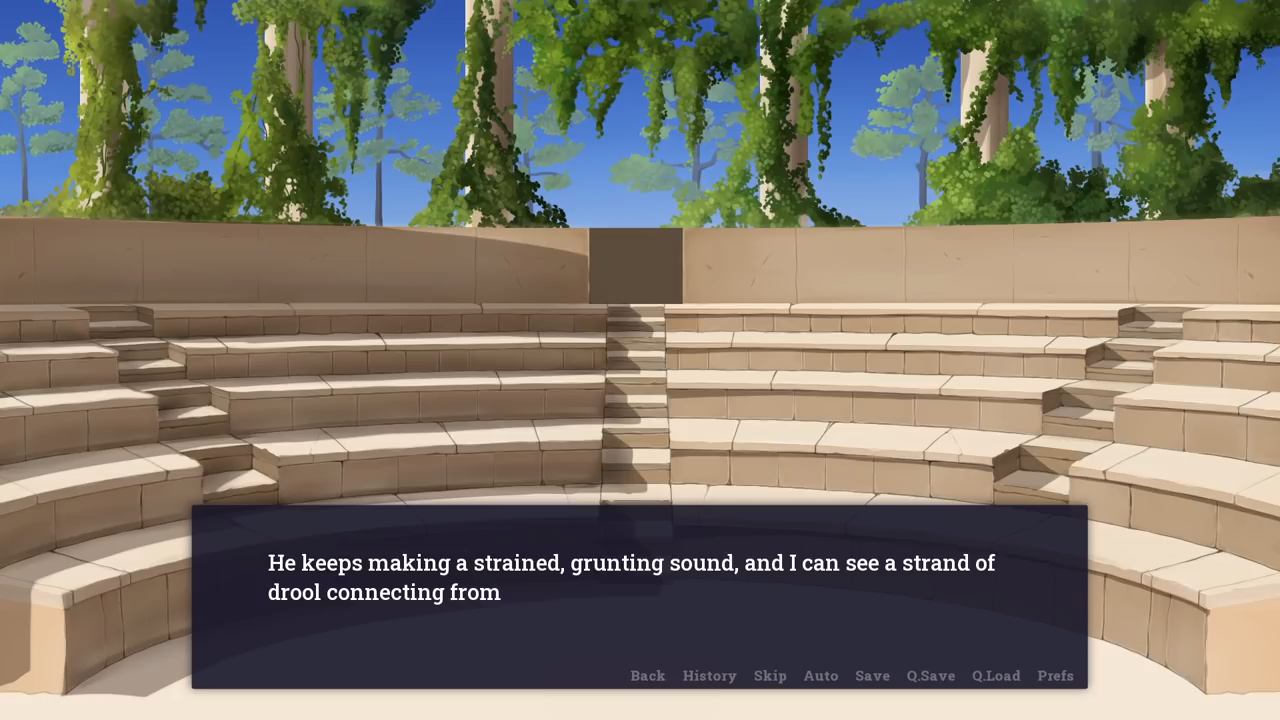 He keeps making a strained, grunting sound, and I can see a strand of
drool connecting from
Back History Skip Auto Save Q.Save Q.Load Prefs